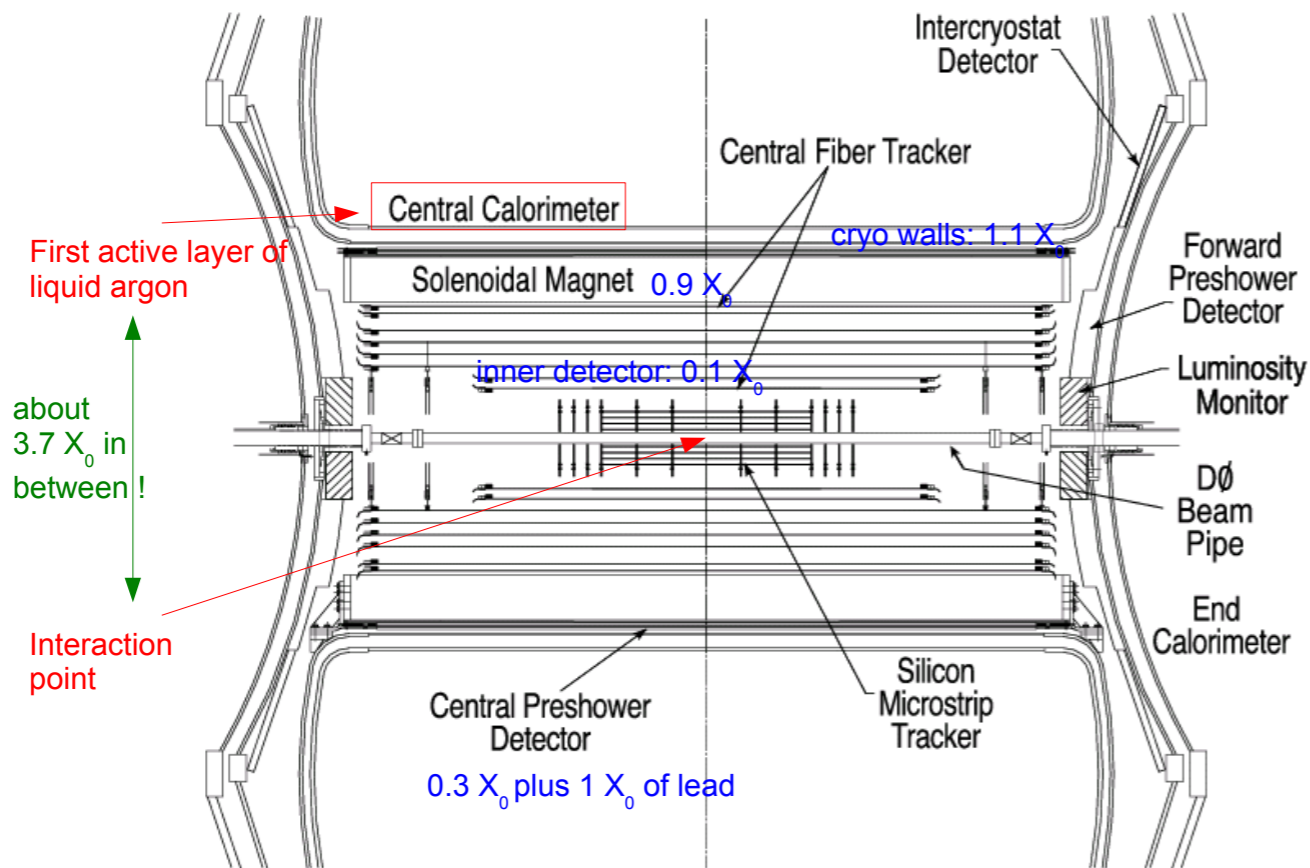 Intercryostat
Detector
Central Fiber Tracker
Central Calorimeter
cryo walls: 1.1 X₀
First active layer of
liquid argon
Solenoidal Magnet 0.9 X₀
Forward
Preshower
Detector
inner detector: 0.1 X₀
Luminosity
Monitor
about
3.7 X₀ in
between !
DØ
Beam
Pipe
Interaction
point
End
Calorimeter
Silicon
Microstrip
Tracker
Central Preshower
Detector
0.3 X₀ plus 1 X₀ of lead